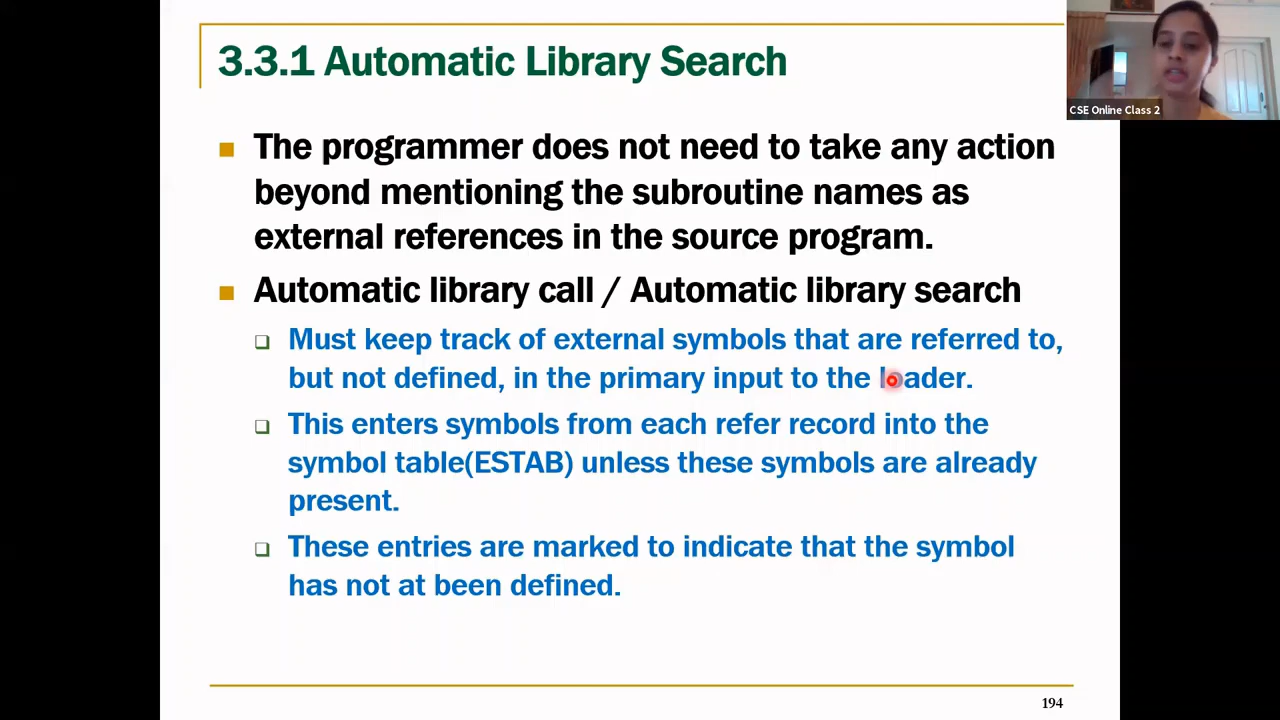 3.3.1 Automatic Library Search
CSE Online Class 2
The programmer does not need to take any action
beyond mentioning the subroutine names as
external references in the source program.
Automatic library call / Automatic library search
Must keep track of external symbols that are referred to,
but not defined, in the primary input to the loader.
This enters symbols from each refer record into the
symbol table(ESTAB) unless these symbols are already
present.
These entries are marked to indicate that the symbol
has not at been defined.
194